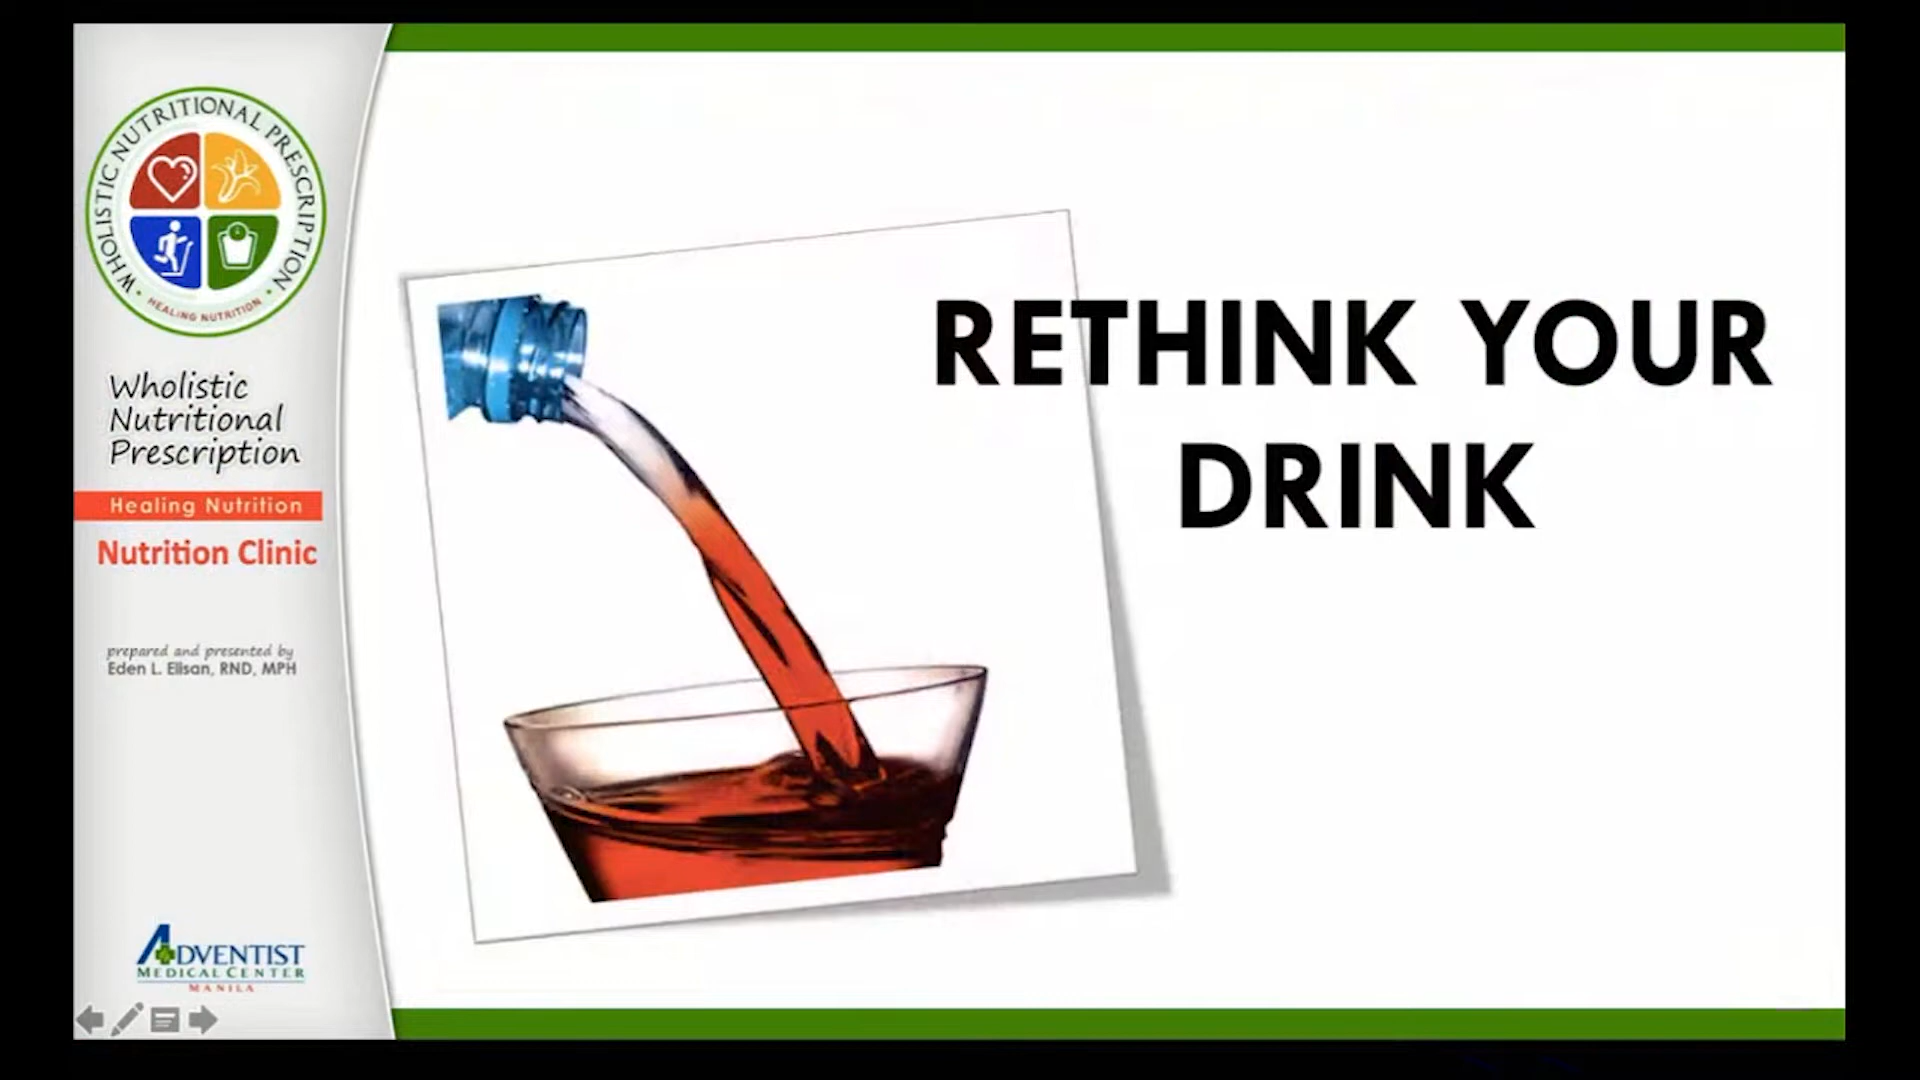 WHOLISTIC NUTRITIONAL PRESCRIPTION
• HEALING NUTRITION •
Wholistic
Nutritional
Prescription
Healing Nutrition
Nutrition Clinic
prepared and presented by
Eden L. Elisan, RND, MPH
ADVENTIST
MEDICAL CENTER
MANILA
RETHINK YOUR
DRINK